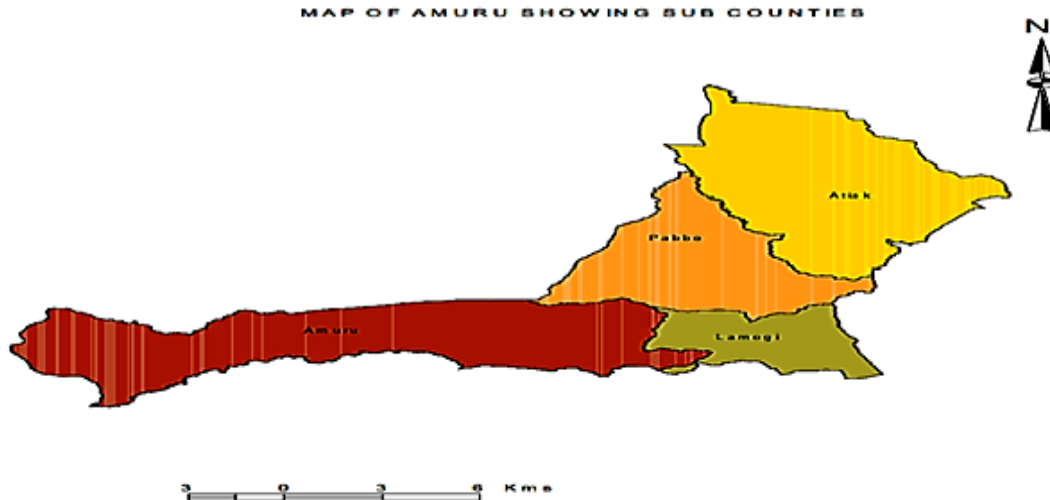 MAP OF AMURU SHOWING SUB COUNTIES
N
Atiak
Pabbo
Amuru
Lamogi
3 0 3 6 Kms